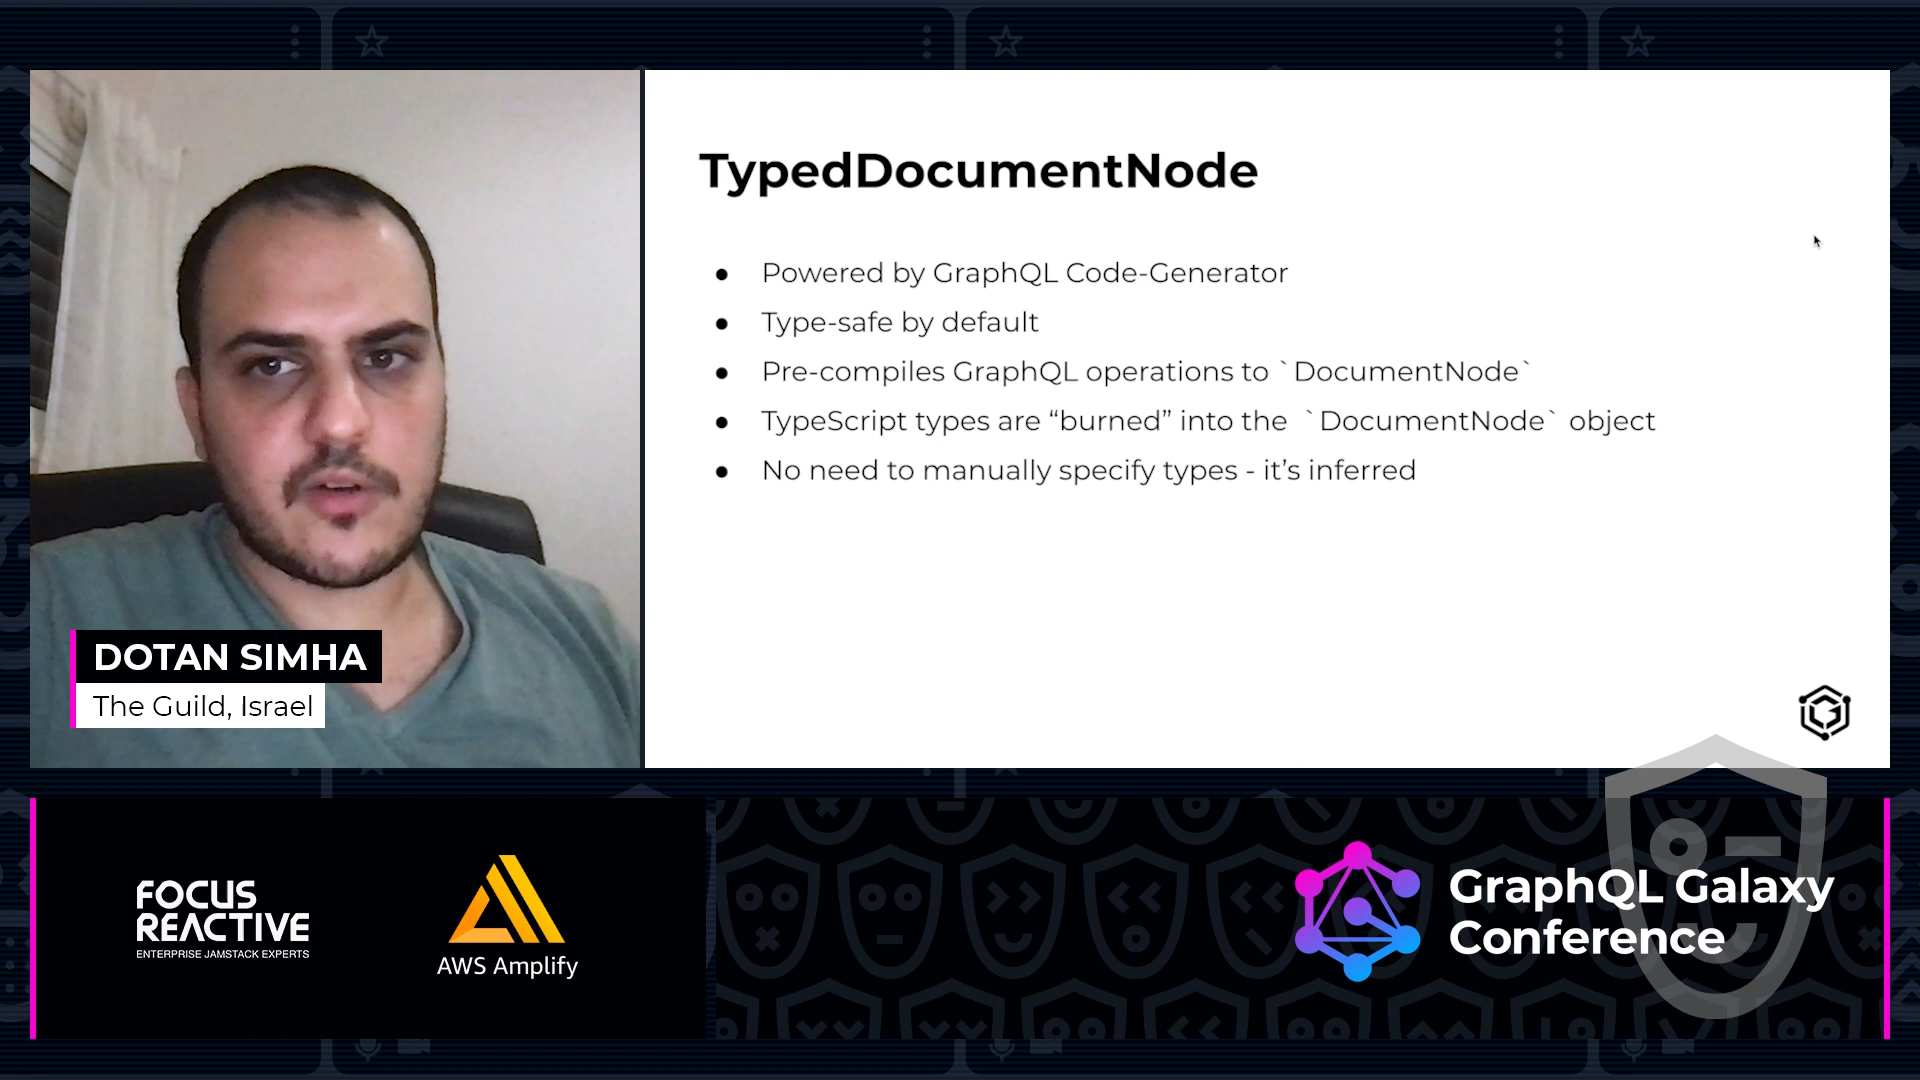 TypedDocumentNode
● Powered by GraphQL Code-Generator
● Type-safe by default
● Pre-compiles GraphQL operations to `DocumentNode`
● TypeScript types are “burned” into the `DocumentNode` object
● No need to manually specify types - it’s inferred
DOTAN SIMHA
The Guild, Israel
FOCUS
REACTIVE
ENTERPRISE JAMSTACK EXPERTS
AWS Amplify
GraphQL Galaxy
Conference